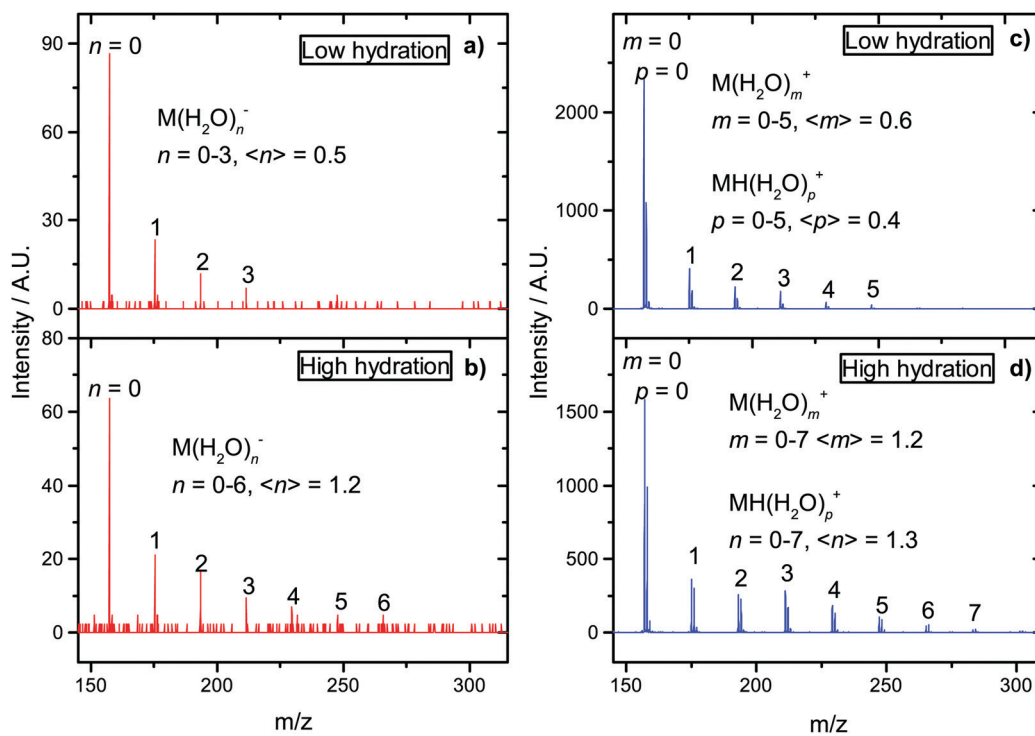 90
60
30
0
n = 0
Low hydration
a)
M(H₂O)ₙ⁻
n = 0-3, <n> = 0.5
1
2
3
Intensity / A.U.
80
60
40
20
0
n = 0
High hydration
b)
M(H₂O)ₙ⁻
n = 0-6, <n> = 1.2
1
2
3
4
5
6
150
200
250
300
m/z
2000
1000
0
m = 0
p = 0
Low hydration
c)
M(H₂O)ₘ⁺
m = 0-5, <m> = 0.6
MH(H₂O)ₚ⁺
p = 0-5, <p> = 0.4
1
2
3
4
5
Intensity / A.U.
1500
1000
500
0
m = 0
p = 0
High hydration
d)
M(H₂O)ₘ⁺
m = 0-7 <m> = 1.2
MH(H₂O)ₚ⁺
n = 0-7, <n> = 1.3
1
2
3
4
5
6
7
150
200
250
300
m/z